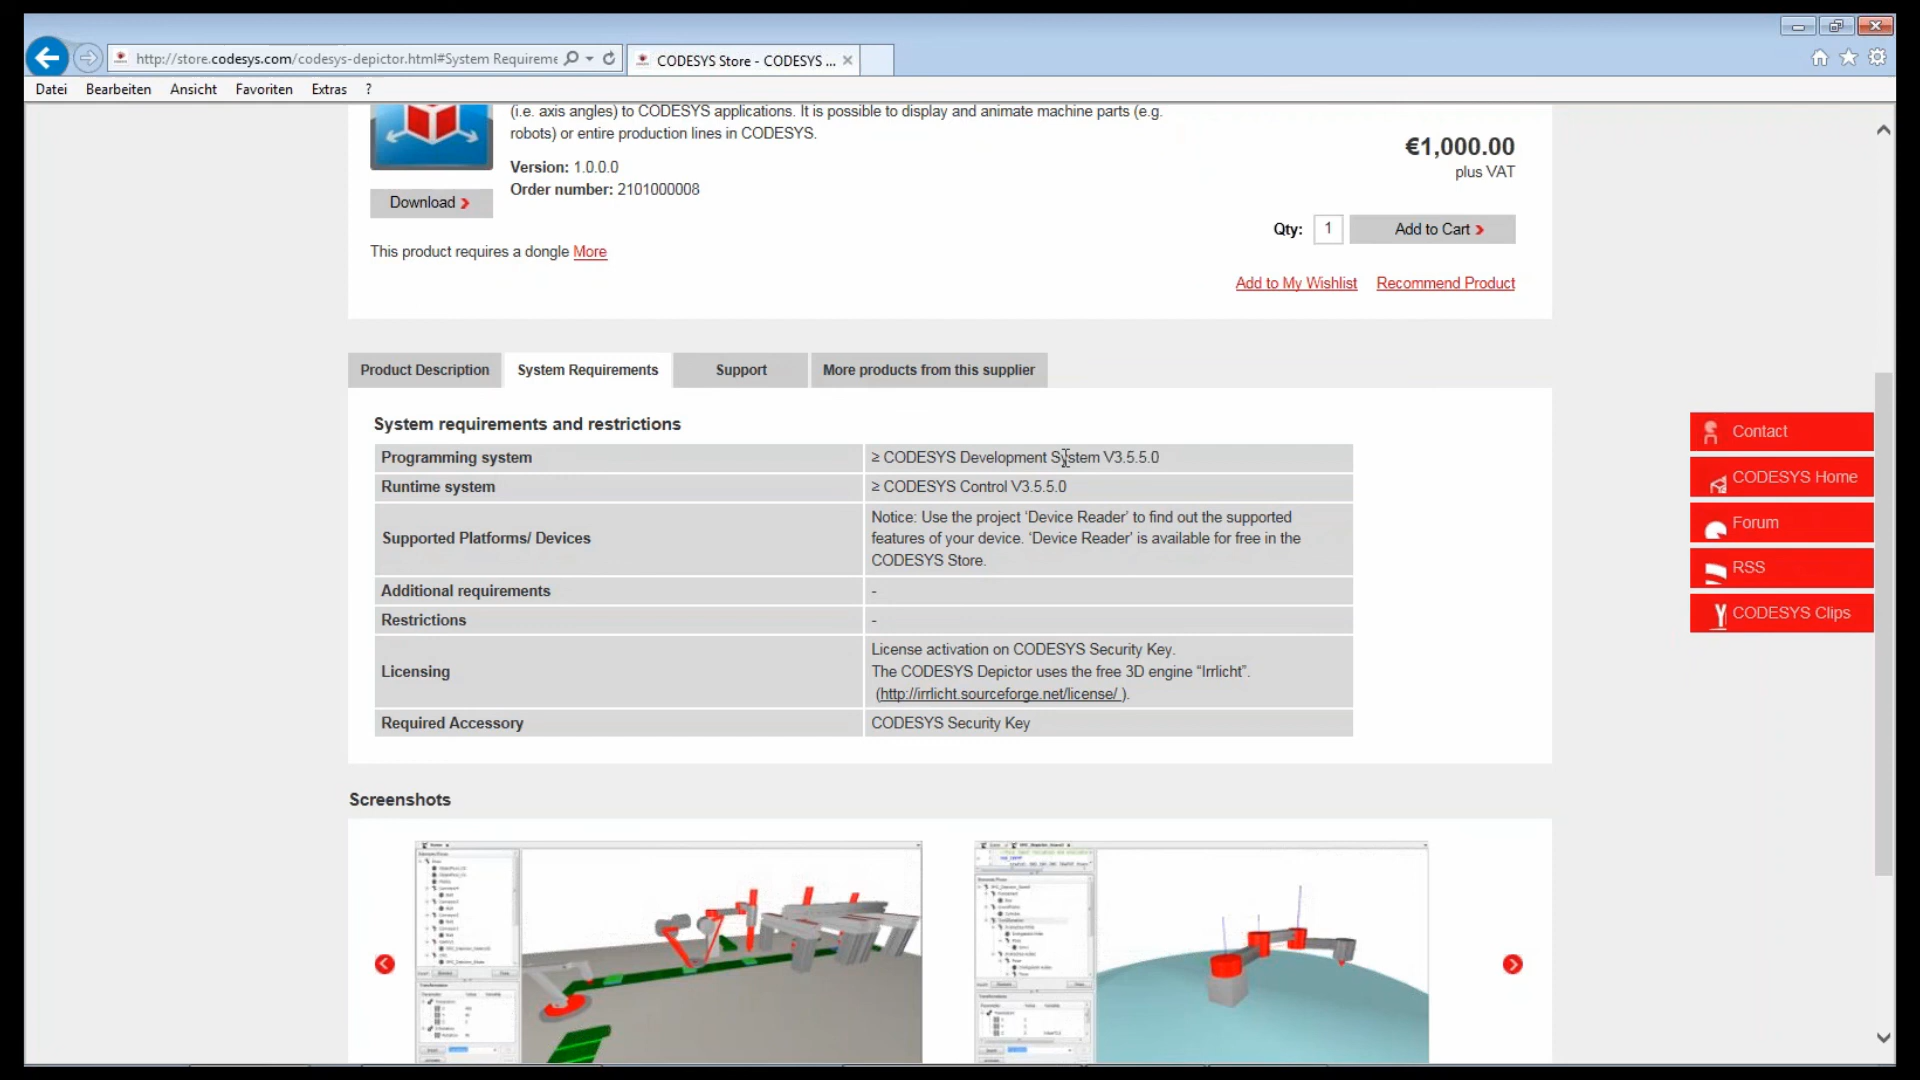 http://store.codesys.com/codesys-depictor.html#System Requireme
CODESYS Store - CODESYS ...
Datei Bearbeiten Ansicht Favoriten Extras ?
(i.e. axis angles) to CODESYS applications. It is possible to display and animate machine parts (e.g.
robots) or entire production lines in CODESYS.
€1,000.00
plus VAT
Version: 1.0.0.0
Order number: 2101000008
Download
Qty: 1 Add to Cart
This product requires a dongle More
Add to My Wishlist Recommend Product
Product Description System Requirements Support More products from this supplier
System requirements and restrictions
Programming system
≥ CODESYS Development System V3.5.5.0
Runtime system
≥ CODESYS Control V3.5.5.0
Supported Platforms/ Devices
Notice: Use the project ‘Device Reader’ to find out the supported
features of your device. ‘Device Reader’ is available for free in the
CODESYS Store.
Additional requirements
-
Restrictions
-
Licensing
License activation on CODESYS Security Key.
The CODESYS Depictor uses the free 3D engine “Irrlicht”.
(http://irrlicht.sourceforge.net/license/ ).
Required Accessory
CODESYS Security Key
Contact
CODESYS Home
Forum
RSS
CODESYS Clips
Screenshots